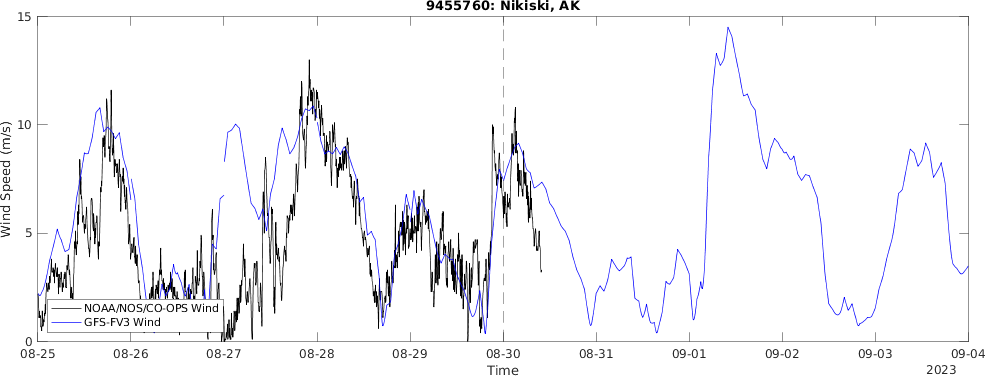 9455760: Nikiski, AK
Wind Speed (m/s)
15
10
5
0
NOAA/NOS/CO-OPS Wind
GFS-FV3 Wind
08-25 08-26 08-27 08-28 08-29 08-30 08-31 09-01 09-02 09-03 09-04
Time
2023